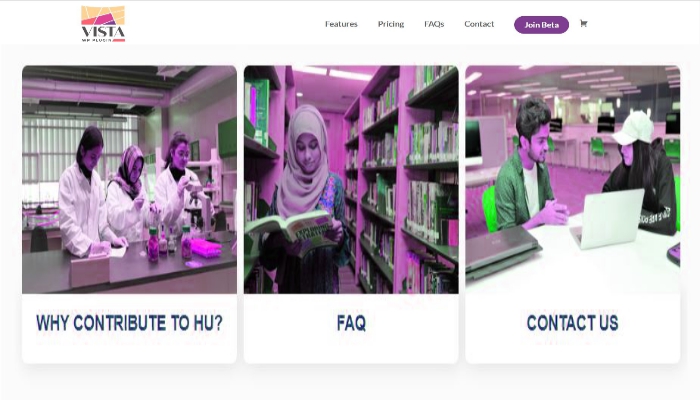 VISTA
WP PLUGIN
Features
Pricing
FAQs
Contact
Join Beta
WHY CONTRIBUTE TO HU?
FAQ
CONTACT US